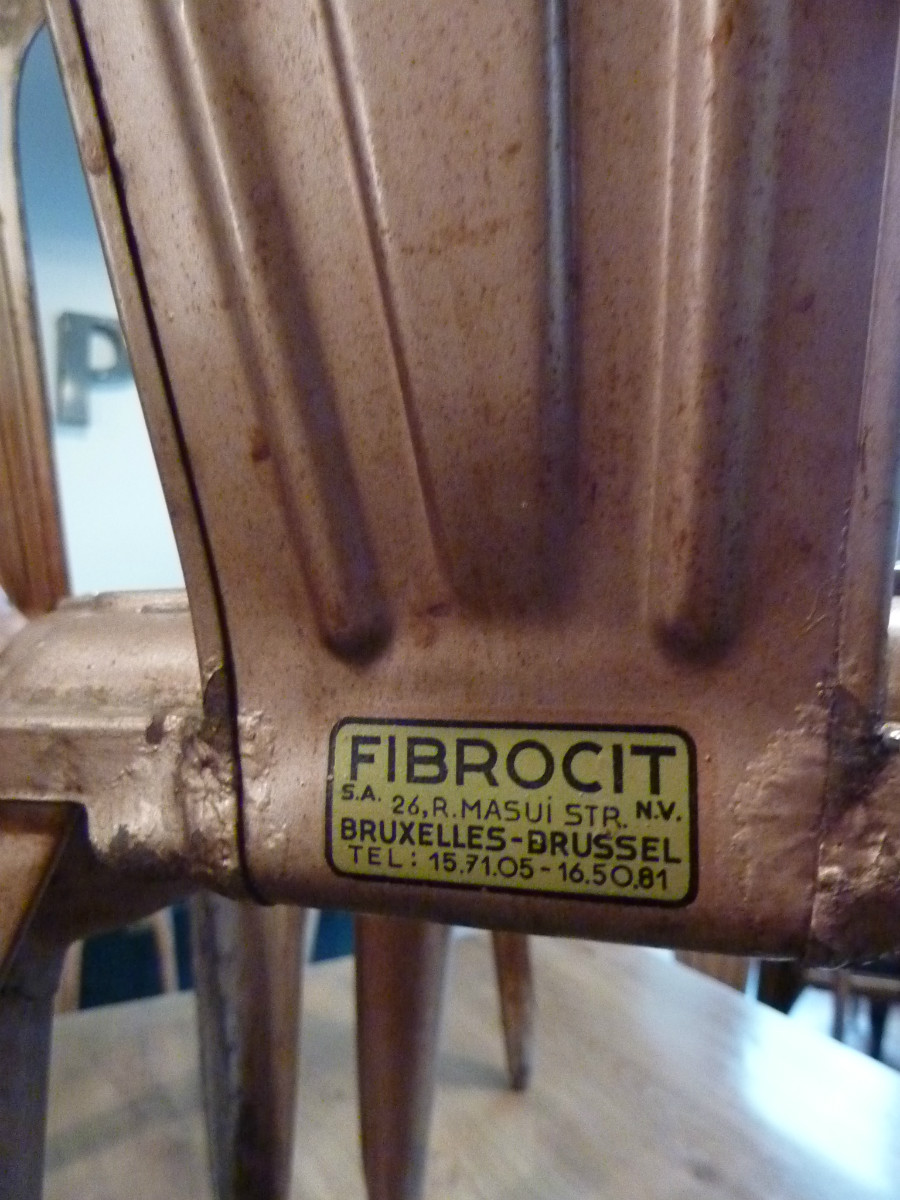 P
FIBROCIT
S.A. 26,R.MASUI STR. N.V.
BRUXELLES-BRUSSEL
TEL: 15.71.05-16.50.81